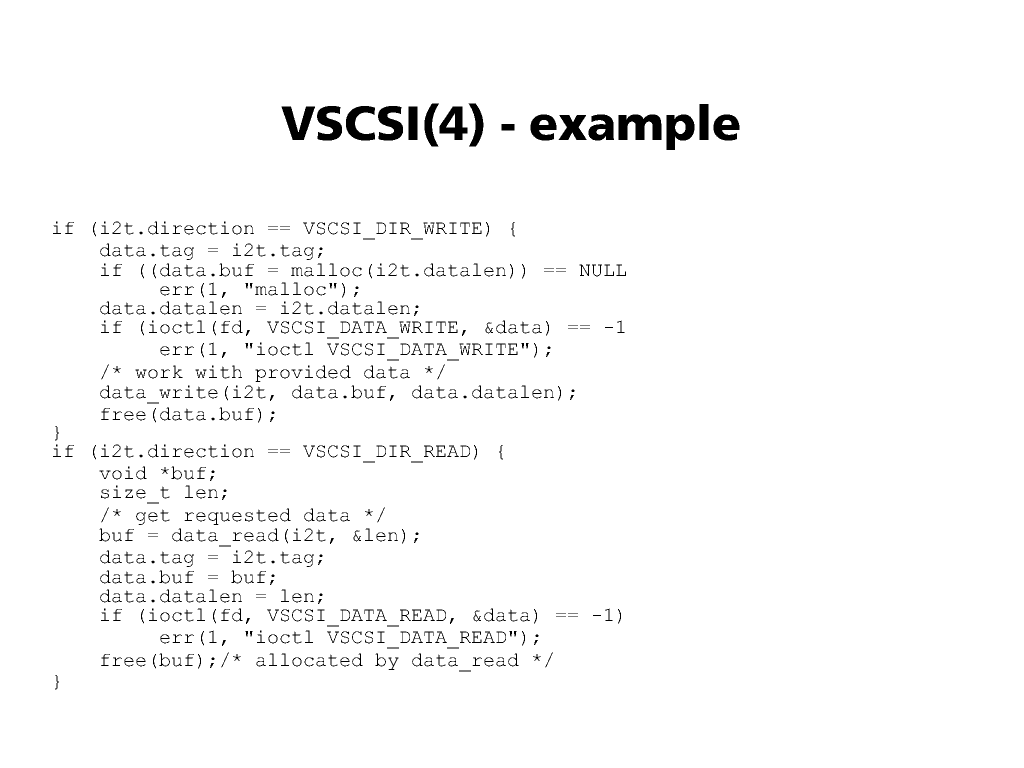 VSCSI(4) - example
if (i2t.direction == VSCSI_DIR_WRITE) {
    data.tag = i2t.tag;
    if ((data.buf = malloc(i2t.datalen)) == NULL
         err(1, "malloc");
    data.datalen = i2t.datalen;
    if (ioctl(fd, VSCSI_DATA_WRITE, &data) == -1
         err(1, "ioctl VSCSI_DATA_WRITE");
    /* work with provided data */
    data_write(i2t, data.buf, data.datalen);
    free(data.buf);
}
if (i2t.direction == VSCSI_DIR_READ) {
    void *buf;
    size_t len;
    /* get requested data */
    buf = data_read(i2t, &len);
    data.tag = i2t.tag;
    data.buf = buf;
    data.datalen = len;
    if (ioctl(fd, VSCSI_DATA_READ, &data) == -1)
         err(1, "ioctl VSCSI_DATA_READ");
    free(buf);/* allocated by data_read */
}